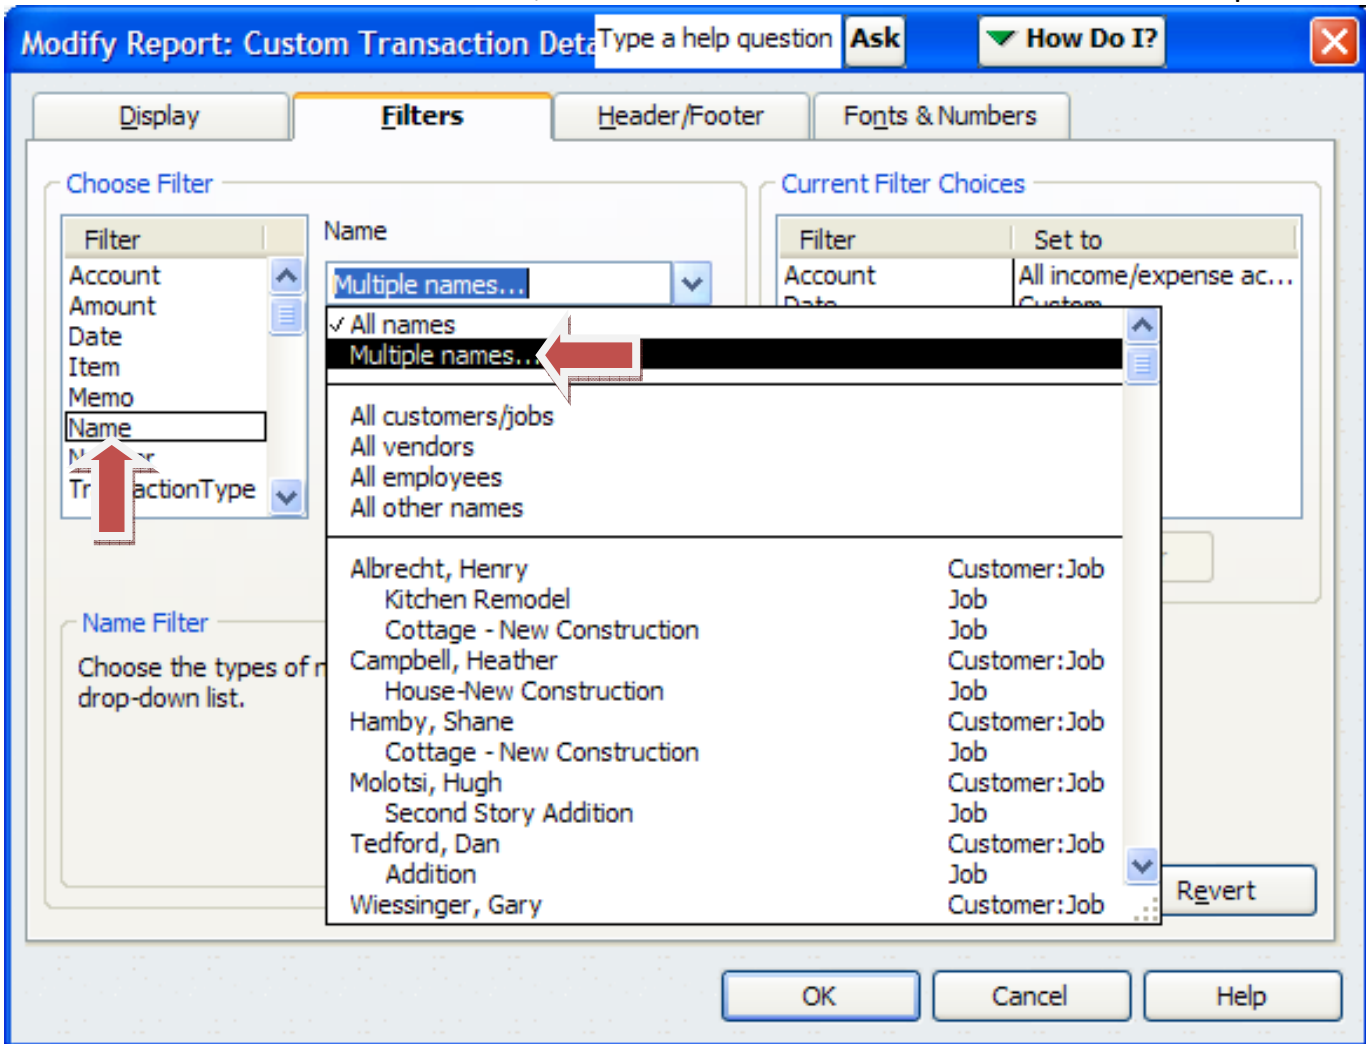 Modify Report: Custom Transaction Deta
Type a help question Ask
How Do I?
Display
Filters
Header/Footer
Fonts & Numbers
Choose Filter
Filter
Account
Amount
Date
Item
Memo
Name
TransactionType
Name
Multiple names...
✓ All names
Multiple names...
All customers/jobs
All vendors
All employees
All other names
Albrecht, Henry Customer:Job
Kitchen Remodel Job
Cottage - New Construction Job
Campbell, Heather Customer:Job
House-New Construction Job
Hamby, Shane Customer:Job
Cottage - New Construction Job
Molotsi, Hugh Customer:Job
Second Story Addition Job
Tedford, Dan Customer:Job
Addition Job
Wiessinger, Gary Customer:Job
Current Filter Choices
Filter Set to
Account All income/expense ac...
Date Custom
Name Filter
Choose the types of n
drop-down list.
Revert
OK
Cancel
Help